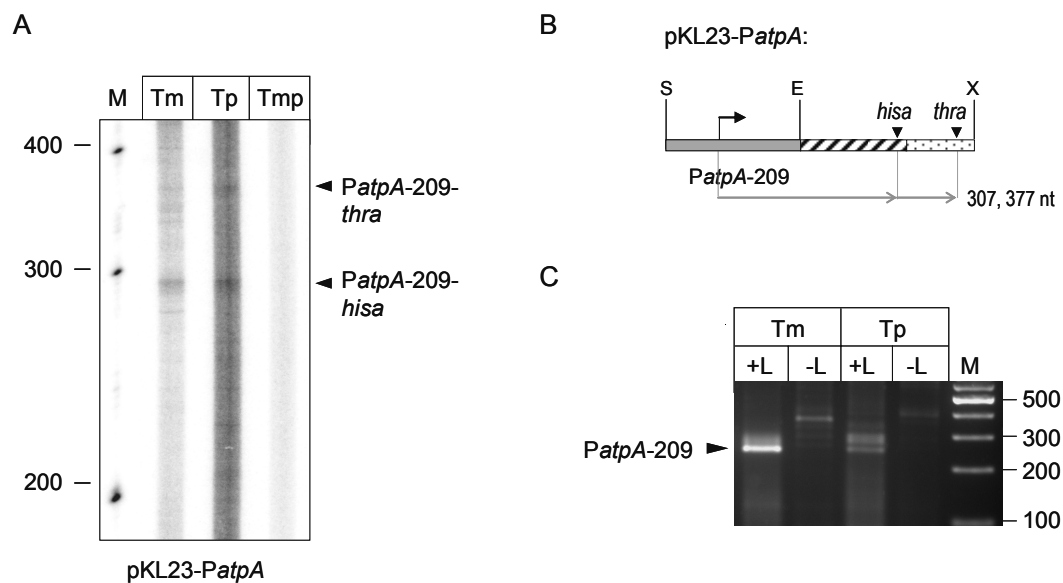 A
M Tm Tp Tmp
400
300
200
PatpA-209-
thra
PatpA-209-
hisa
pKL23-PatpA
B
pKL23-PatpA:
S E X
hisa thra
PatpA-209
307, 377 nt
C
Tm Tp
+L -L +L -L M
PatpA-209
500
300
200
100